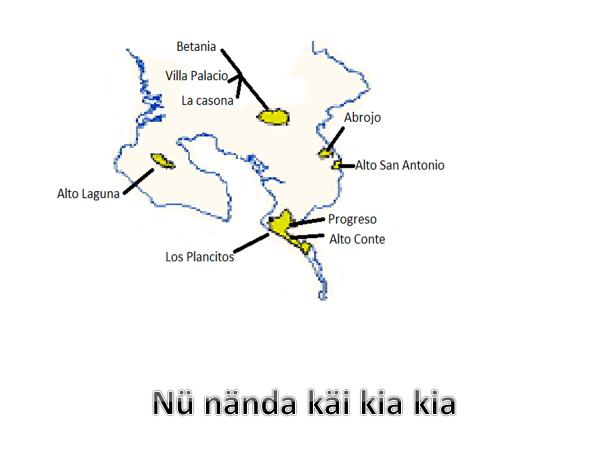 Betania
Villa Palacio
La casona
Abrojo
Alto San Antonio
Alto Laguna
Progreso
Alto Conte
Los Plancitos
Nü nända käi kia kia